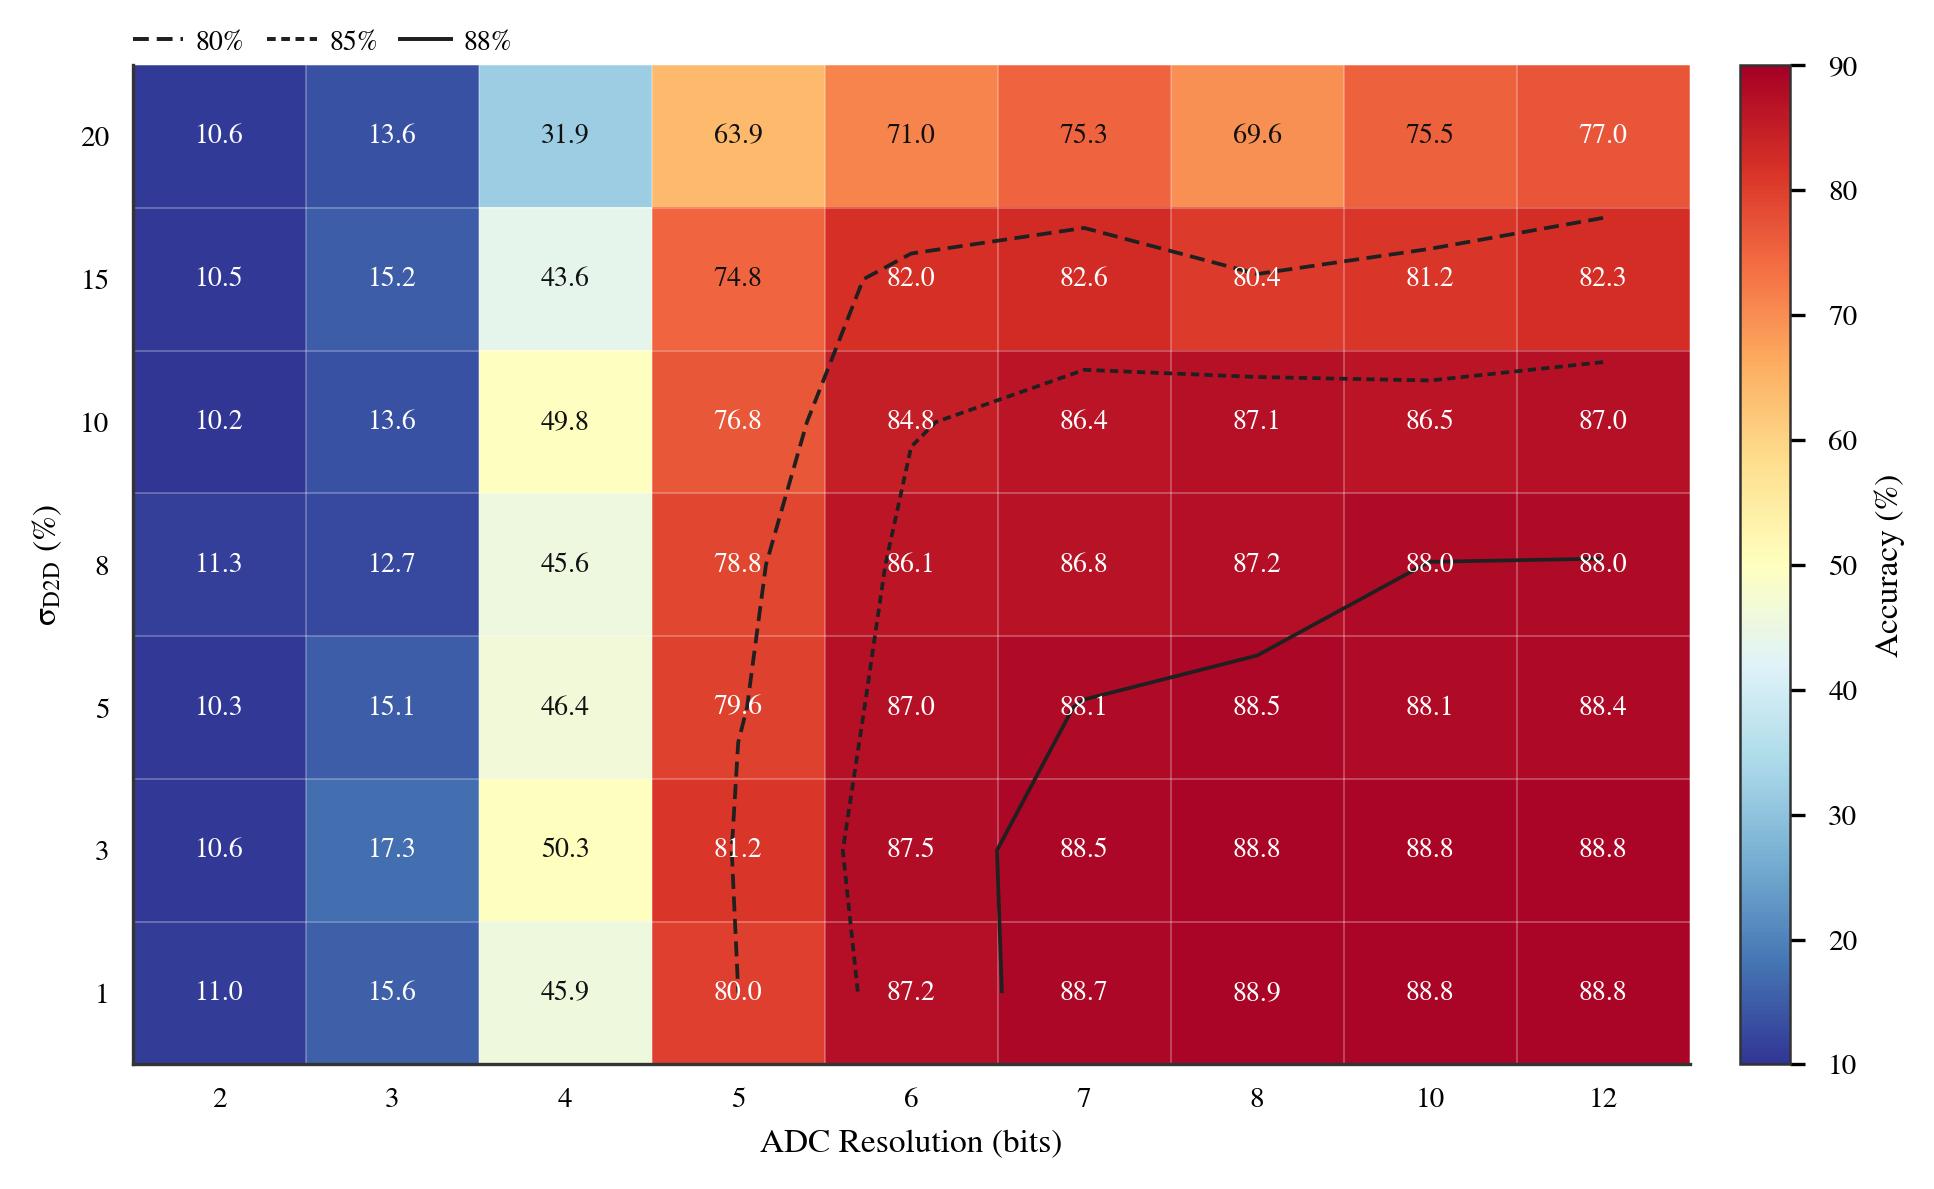 80% 85% 88%
20 10.6 13.6 31.9 63.9 71.0 75.3 69.6 75.5 77.0
15 10.5 15.2 43.6 74.8 82.0 82.6 80.4 81.2 82.3
10 10.2 13.6 49.8 76.8 84.8 86.4 87.1 86.5 87.0
8 11.3 12.7 45.6 78.8 86.1 86.8 87.2 88.0 88.0
5 10.3 15.1 46.4 79.6 87.0 88.1 88.5 88.1 88.4
3 10.6 17.3 50.3 81.2 87.5 88.5 88.8 88.8 88.8
1 11.0 15.6 45.9 80.0 87.2 88.7 88.9 88.8 88.8
2 3 4 5 6 7 8 10 12
ADC Resolution (bits)
σD2D (%)
90
80
70
60
50
40
30
20
10
Accuracy (%)